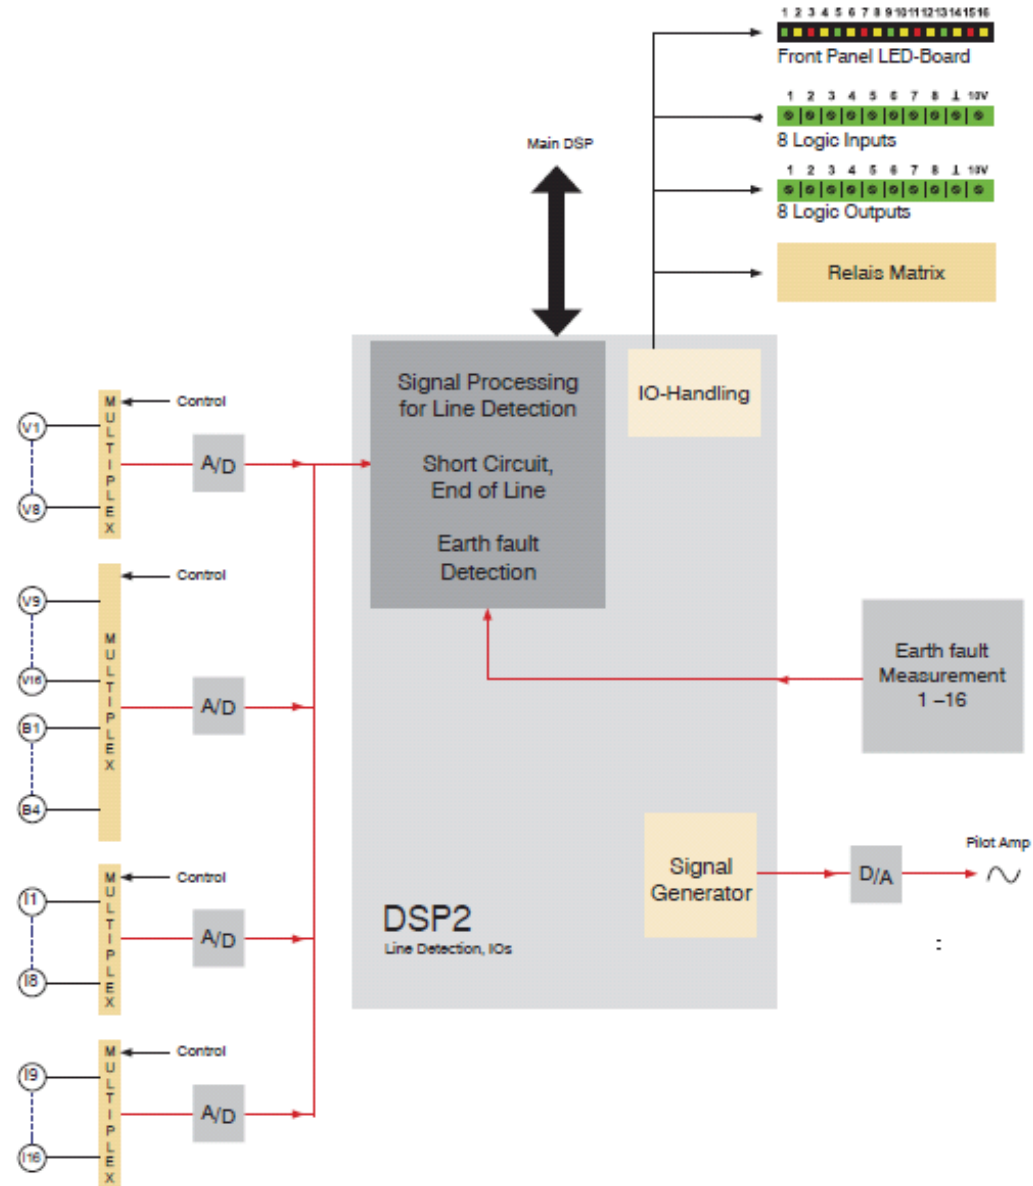 1 2 3 4 5 6 7 8 9 10 11 12 13 14 15 16
Front Panel LED-Board
1 2 3 4 5 6 7 8 ⊥ 10V
8 Logic Inputs
1 2 3 4 5 6 7 8 ⊥ 10V
8 Logic Outputs
Relais Matrix
Main DSP
Signal Processing
for Line Detection
Short Circuit,
End of Line
Earth fault
Detection
IO-Handling
MULTIPLEX
Control
V1
V8
A/D
MULTIPLEX
Control
V9
V16
B1
B4
A/D
Earth fault
Measurement
1 –16
MULTIPLEX
Control
I1
I8
A/D
Signal
Generator
D/A
Pilot Amp
:
DSP2
Line Detection, IOs
MULTIPLEX
Control
I9
I16
A/D